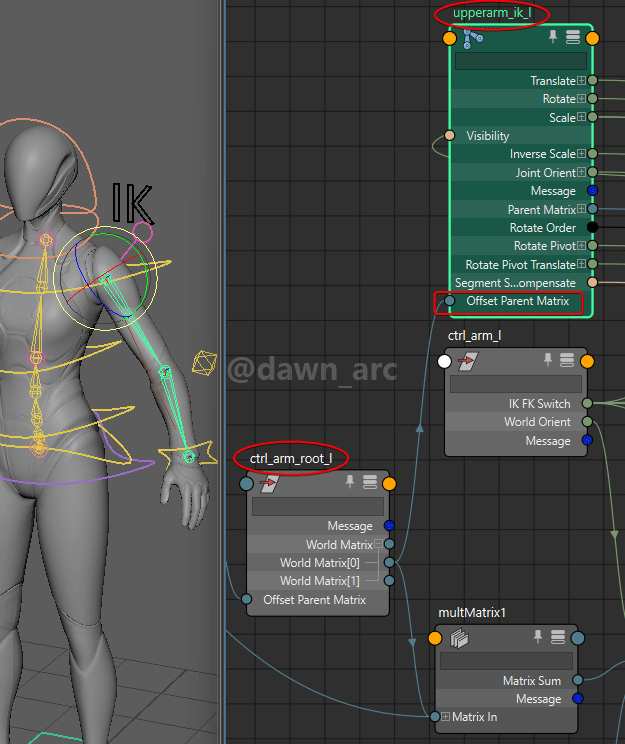 upperarm_ik_l
Translate
Rotate
Scale
Visibility
Inverse Scale
Joint Orient
Message
Parent Matrix
Rotate Order
Rotate Pivot
Rotate Pivot Translate
Segment S...ompensate
Offset Parent Matrix
IK
ctrl_arm_l
@dawn_arc
IK FK Switch
World Orient
Message
ctrl_arm_root_l
Message
World Matrix
World Matrix[0]
World Matrix[1]
Offset Parent Matrix
multMatrix1
Matrix Sum
Message
Matrix In